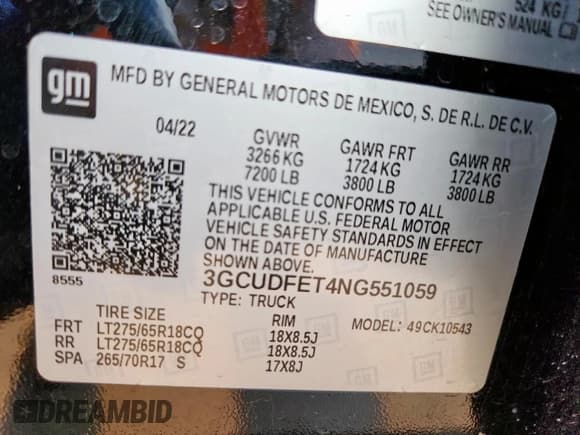 524 KG/
SEE OWNER'S MANUAL
gm
MFD BY GENERAL MOTORS DE MEXICO, S. DE R.L. DE C.V.
04/22 GVWR GAWR FRT GAWR RR
3266 KG 1724 KG 1724 KG
7200 LB 3800 LB 3800 LB
THIS VEHICLE CONFORMS TO ALL
APPLICABLE U.S. FEDERAL MOTOR
VEHICLE SAFETY STANDARDS IN EFFECT
ON THE DATE OF MANUFACTURE
SHOWN ABOVE.
8555 3GCUDFET4NG551059
TYPE: TRUCK
TIRE SIZE RIM MODEL: 49CK10543
FRT LT275/65R18CQ 18X8.5J
RR LT275/65R18CQ 18X8.5J
SPA 265/70R17 S 17X8J
DREAMBID